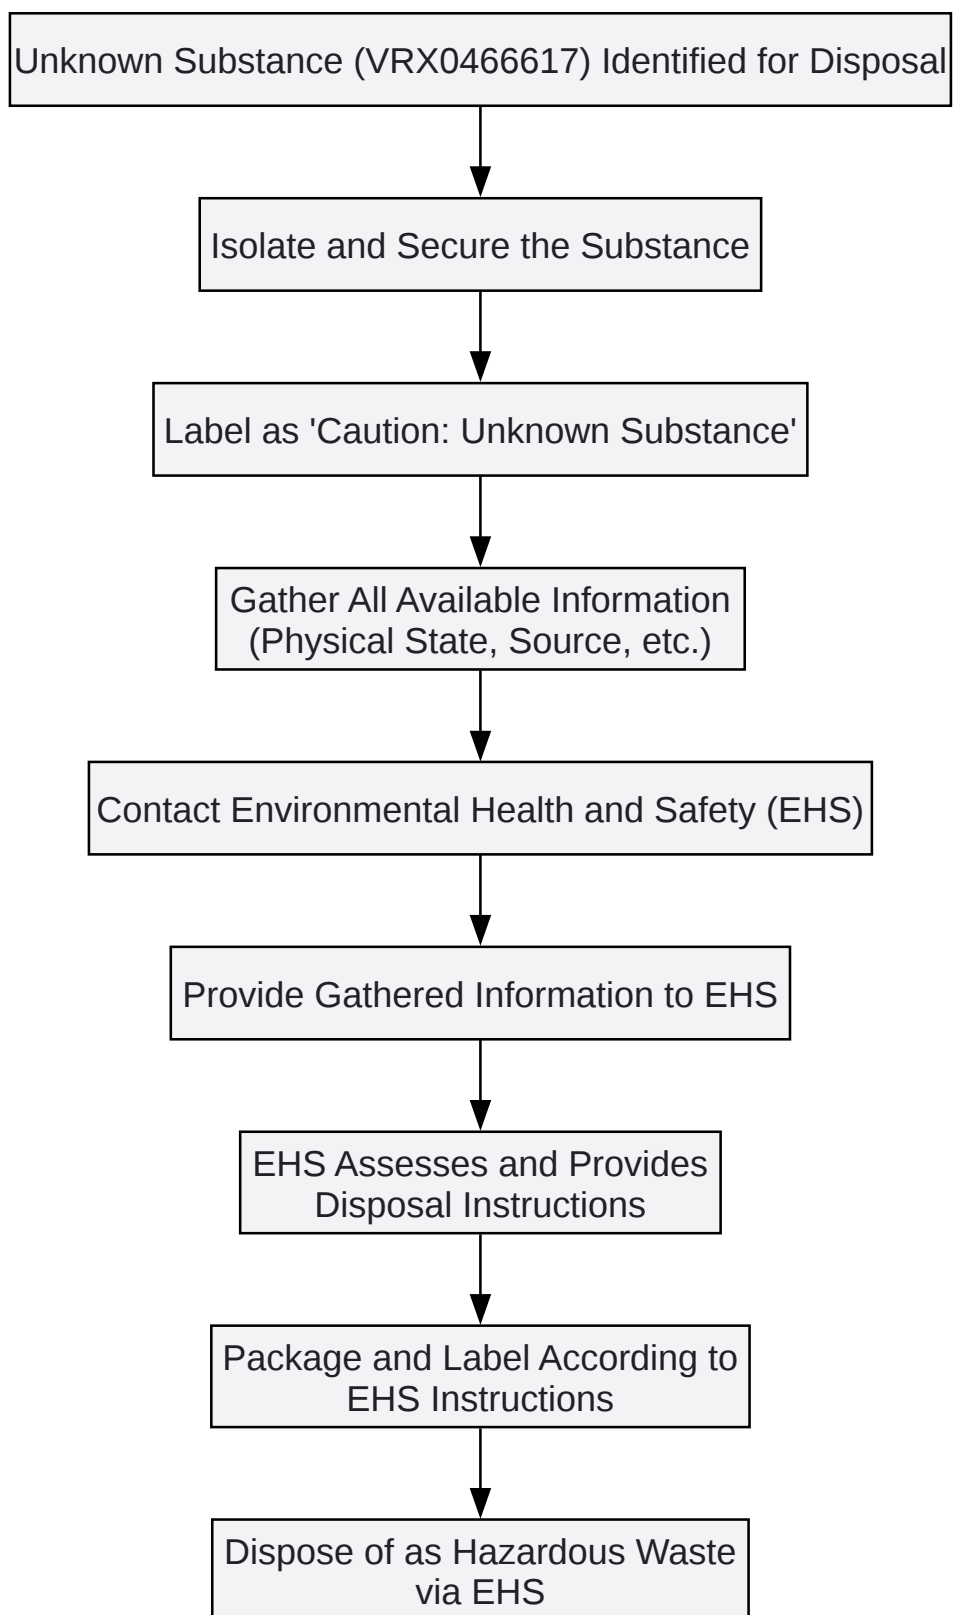 Unknown Substance (VRX0466617) Identified for Disposal
Isolate and Secure the Substance
Label as 'Caution: Unknown Substance'
Gather All Available Information
(Physical State, Source, etc.)
Contact Environmental Health and Safety (EHS)
Provide Gathered Information to EHS
EHS Assesses and Provides
Disposal Instructions
Package and Label According to
EHS Instructions
Dispose of as Hazardous Waste
via EHS